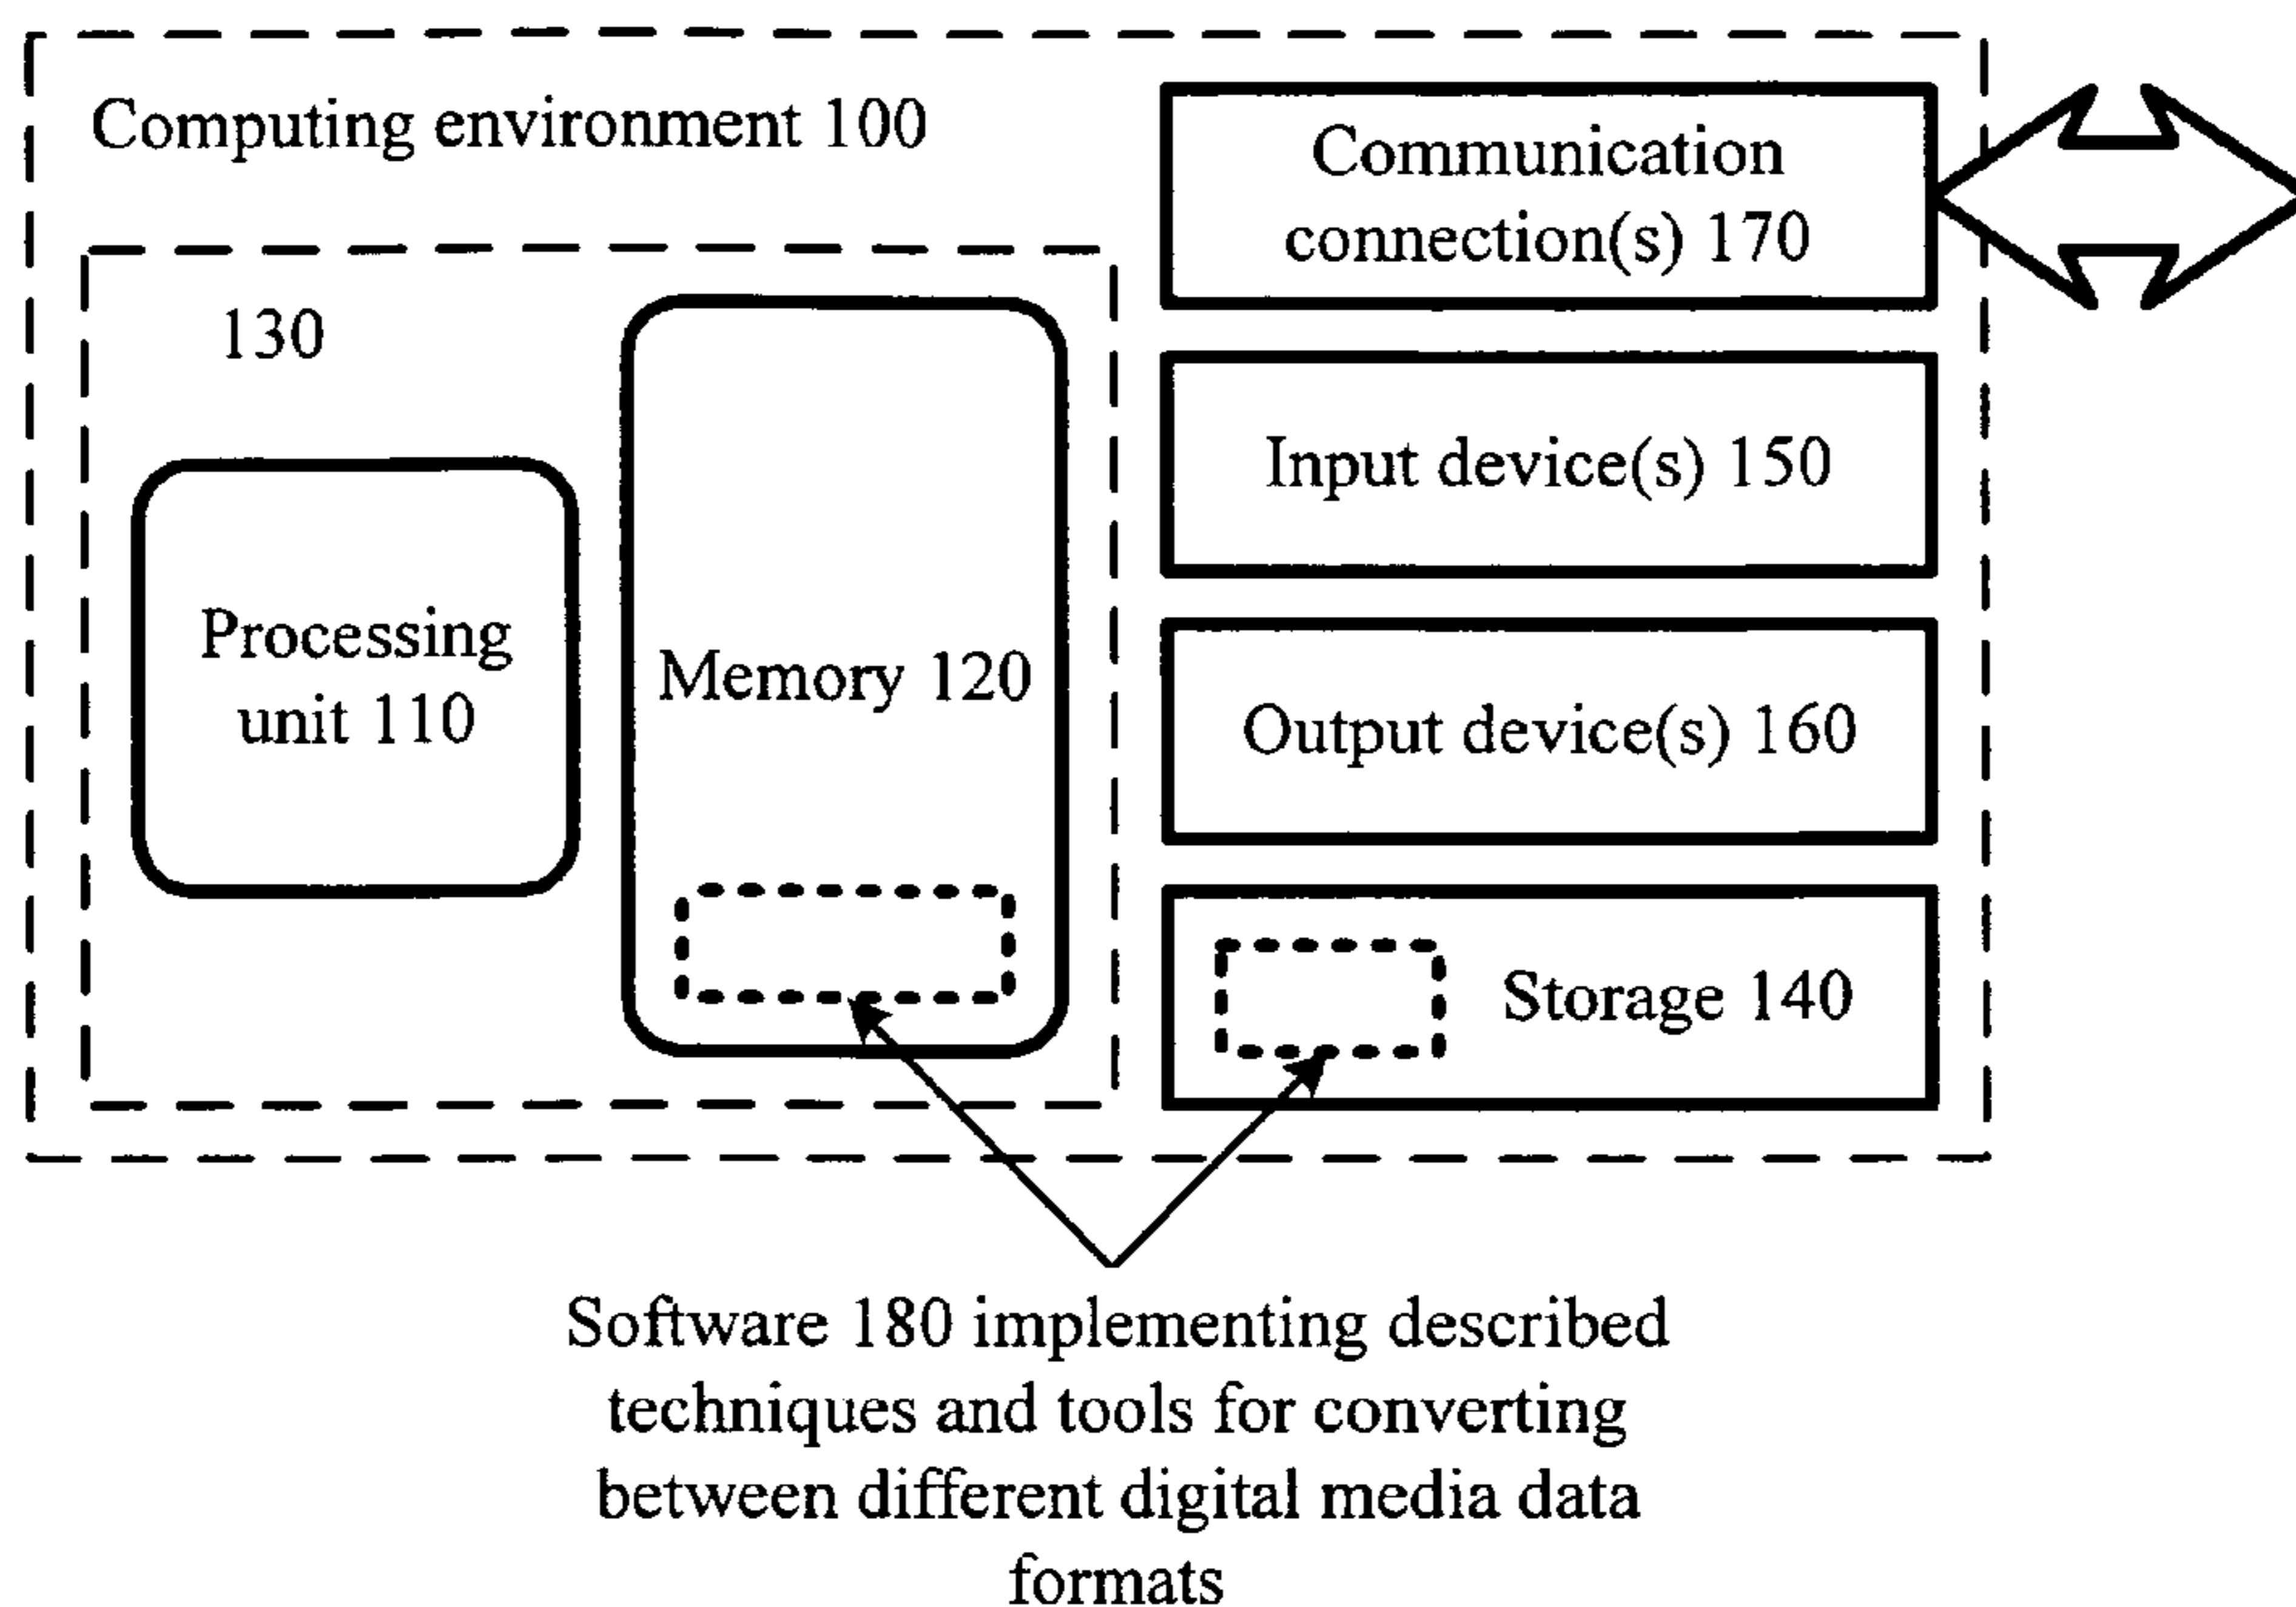 Computing environment 100
Communication
connection(s) 170
130
Input device(s) 150
Processing
unit 110
Memory 120
Output device(s) 160
Storage 140
Software 180 implementing described
techniques and tools for converting
between different digital media data
formats